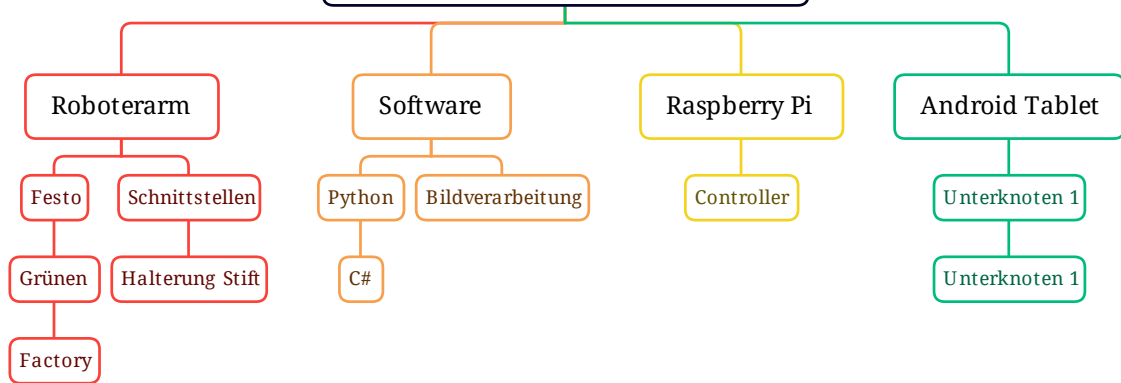 Roboterarm
Software
Raspberry Pi
Android Tablet
Festo
Schnittstellen
Python
Bildverarbeitung
Controller
Unterknoten 1
Grünen
Halterung Stift
C#
Unterknoten 1
Factory